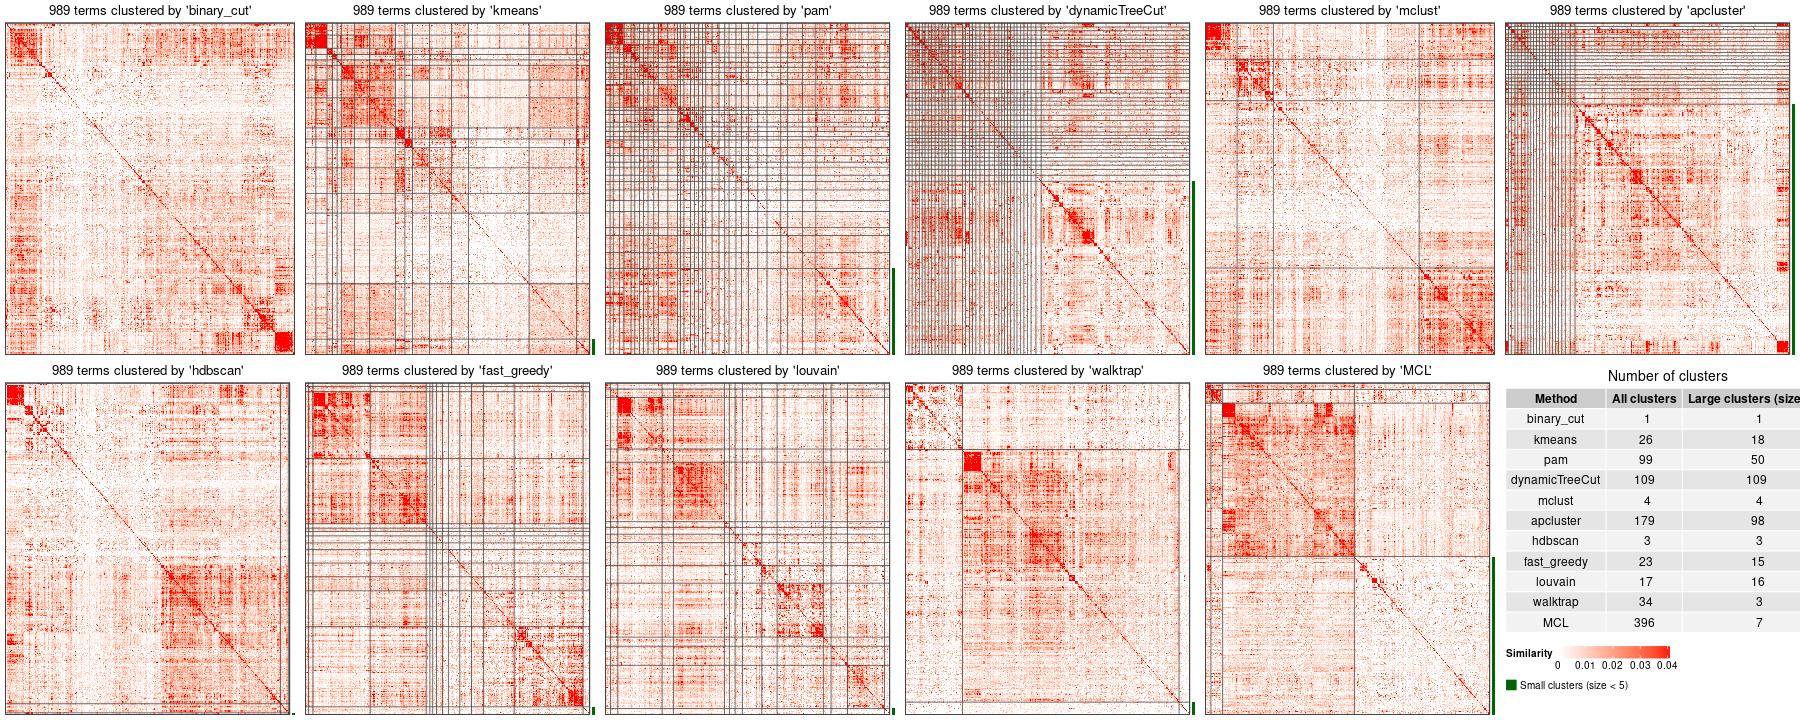 989 terms clustered by 'binary_cut'
989 terms clustered by 'kmeans'
989 terms clustered by 'pam'
989 terms clustered by 'dynamicTreeCut'
989 terms clustered by 'mclust'
989 terms clustered by 'apcluster'
989 terms clustered by 'hdbscan'
989 terms clustered by 'fast_greedy'
989 terms clustered by 'louvain'
989 terms clustered by 'walktrap'
989 terms clustered by 'MCL'
Number of clusters
Method All clusters Large clusters (size
binary_cut 1 1
kmeans 26 18
pam 99 50
dynamicTreeCut 109 109
mclust 4 4
apcluster 179 98
hdbscan 3 3
fast_greedy 23 15
louvain 17 16
walktrap 34 3
MCL 396 7
Similarity
0 0.01 0.02 0.03 0.04
Small clusters (size < 5)